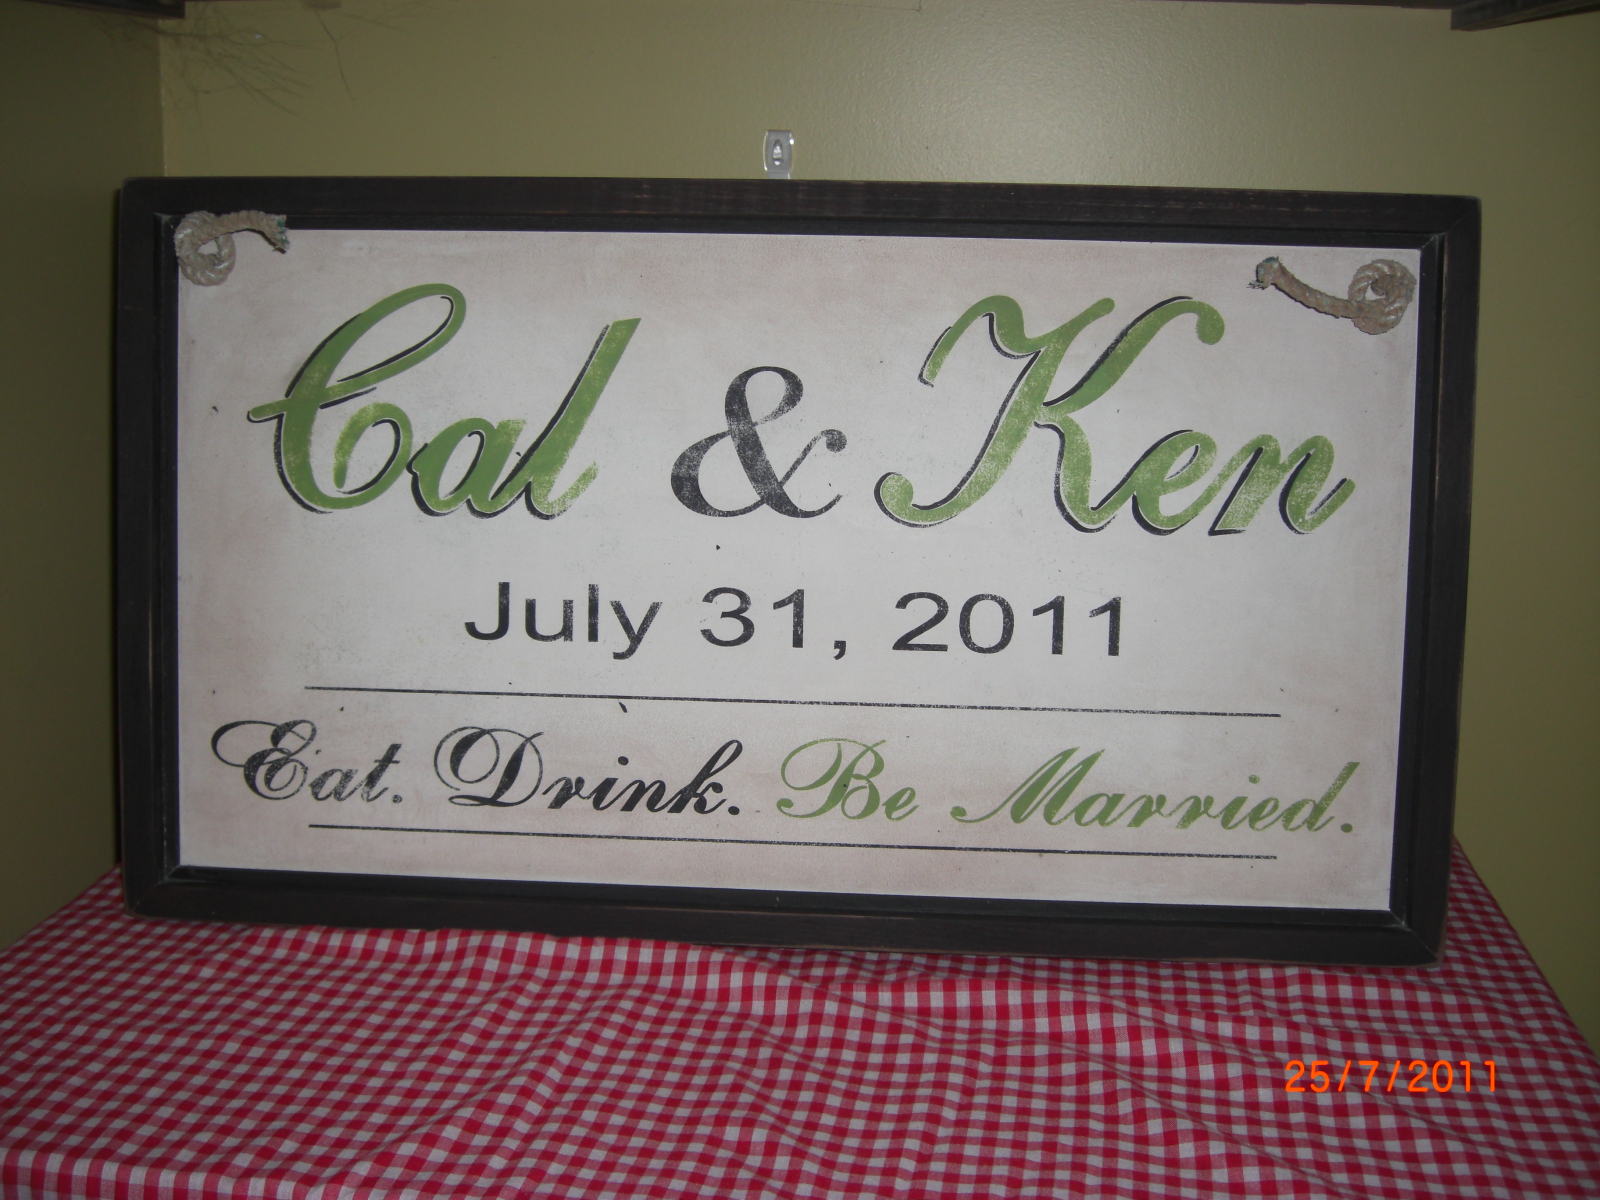 Cal & Ken
July 31, 2011
Eat. Drink. Be Married.
25/7/2011